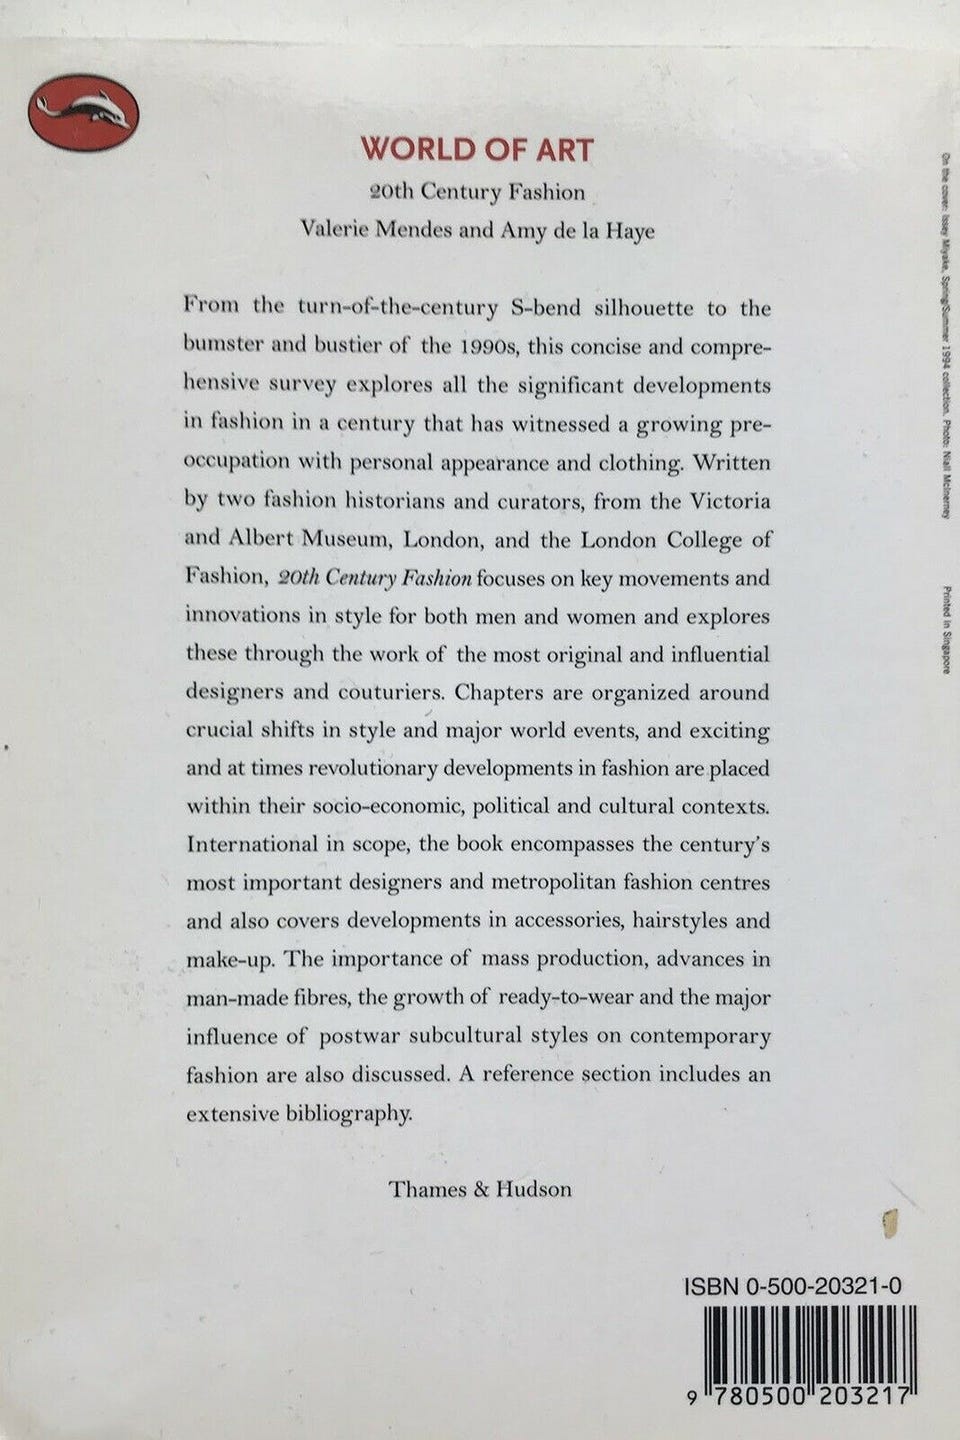 WORLD OF ART
20th Century Fashion
Valerie Mendes and Amy de la Haye
From the turn-of-the-century S-bend silhouette to the
bumster and bustier of the 1990s, this concise and compre-
hensive survey explores all the significant developments
in fashion in a century that has witnessed a growing pre-
occupation with personal appearance and clothing. Written
by two fashion historians and curators, from the Victoria
and Albert Museum, London, and the London College of
Fashion, 20th Century Fashion focuses on key movements and
innovations in style for both men and women and explores
these through the work of the most original and influential
designers and couturiers. Chapters are organized around
crucial shifts in style and major world events, and exciting
and at times revolutionary developments in fashion are placed
within their socio-economic, political and cultural contexts.
International in scope, the book encompasses the century's
most important designers and metropolitan fashion centres
and also covers developments in accessories, hairstyles and
make-up. The importance of mass production, advances in
man-made fibres, the growth of ready-to-wear and the major
influence of postwar subcultural styles on contemporary
fashion are also discussed. A reference section includes an
extensive bibliography.
Thames & Hudson
ISBN 0-500-20321-0
9 780500 203217
On the cover: Issey Miyake, Spring/Summer 1994 collection. Photo: Niall McInerney
Printed in Singapore